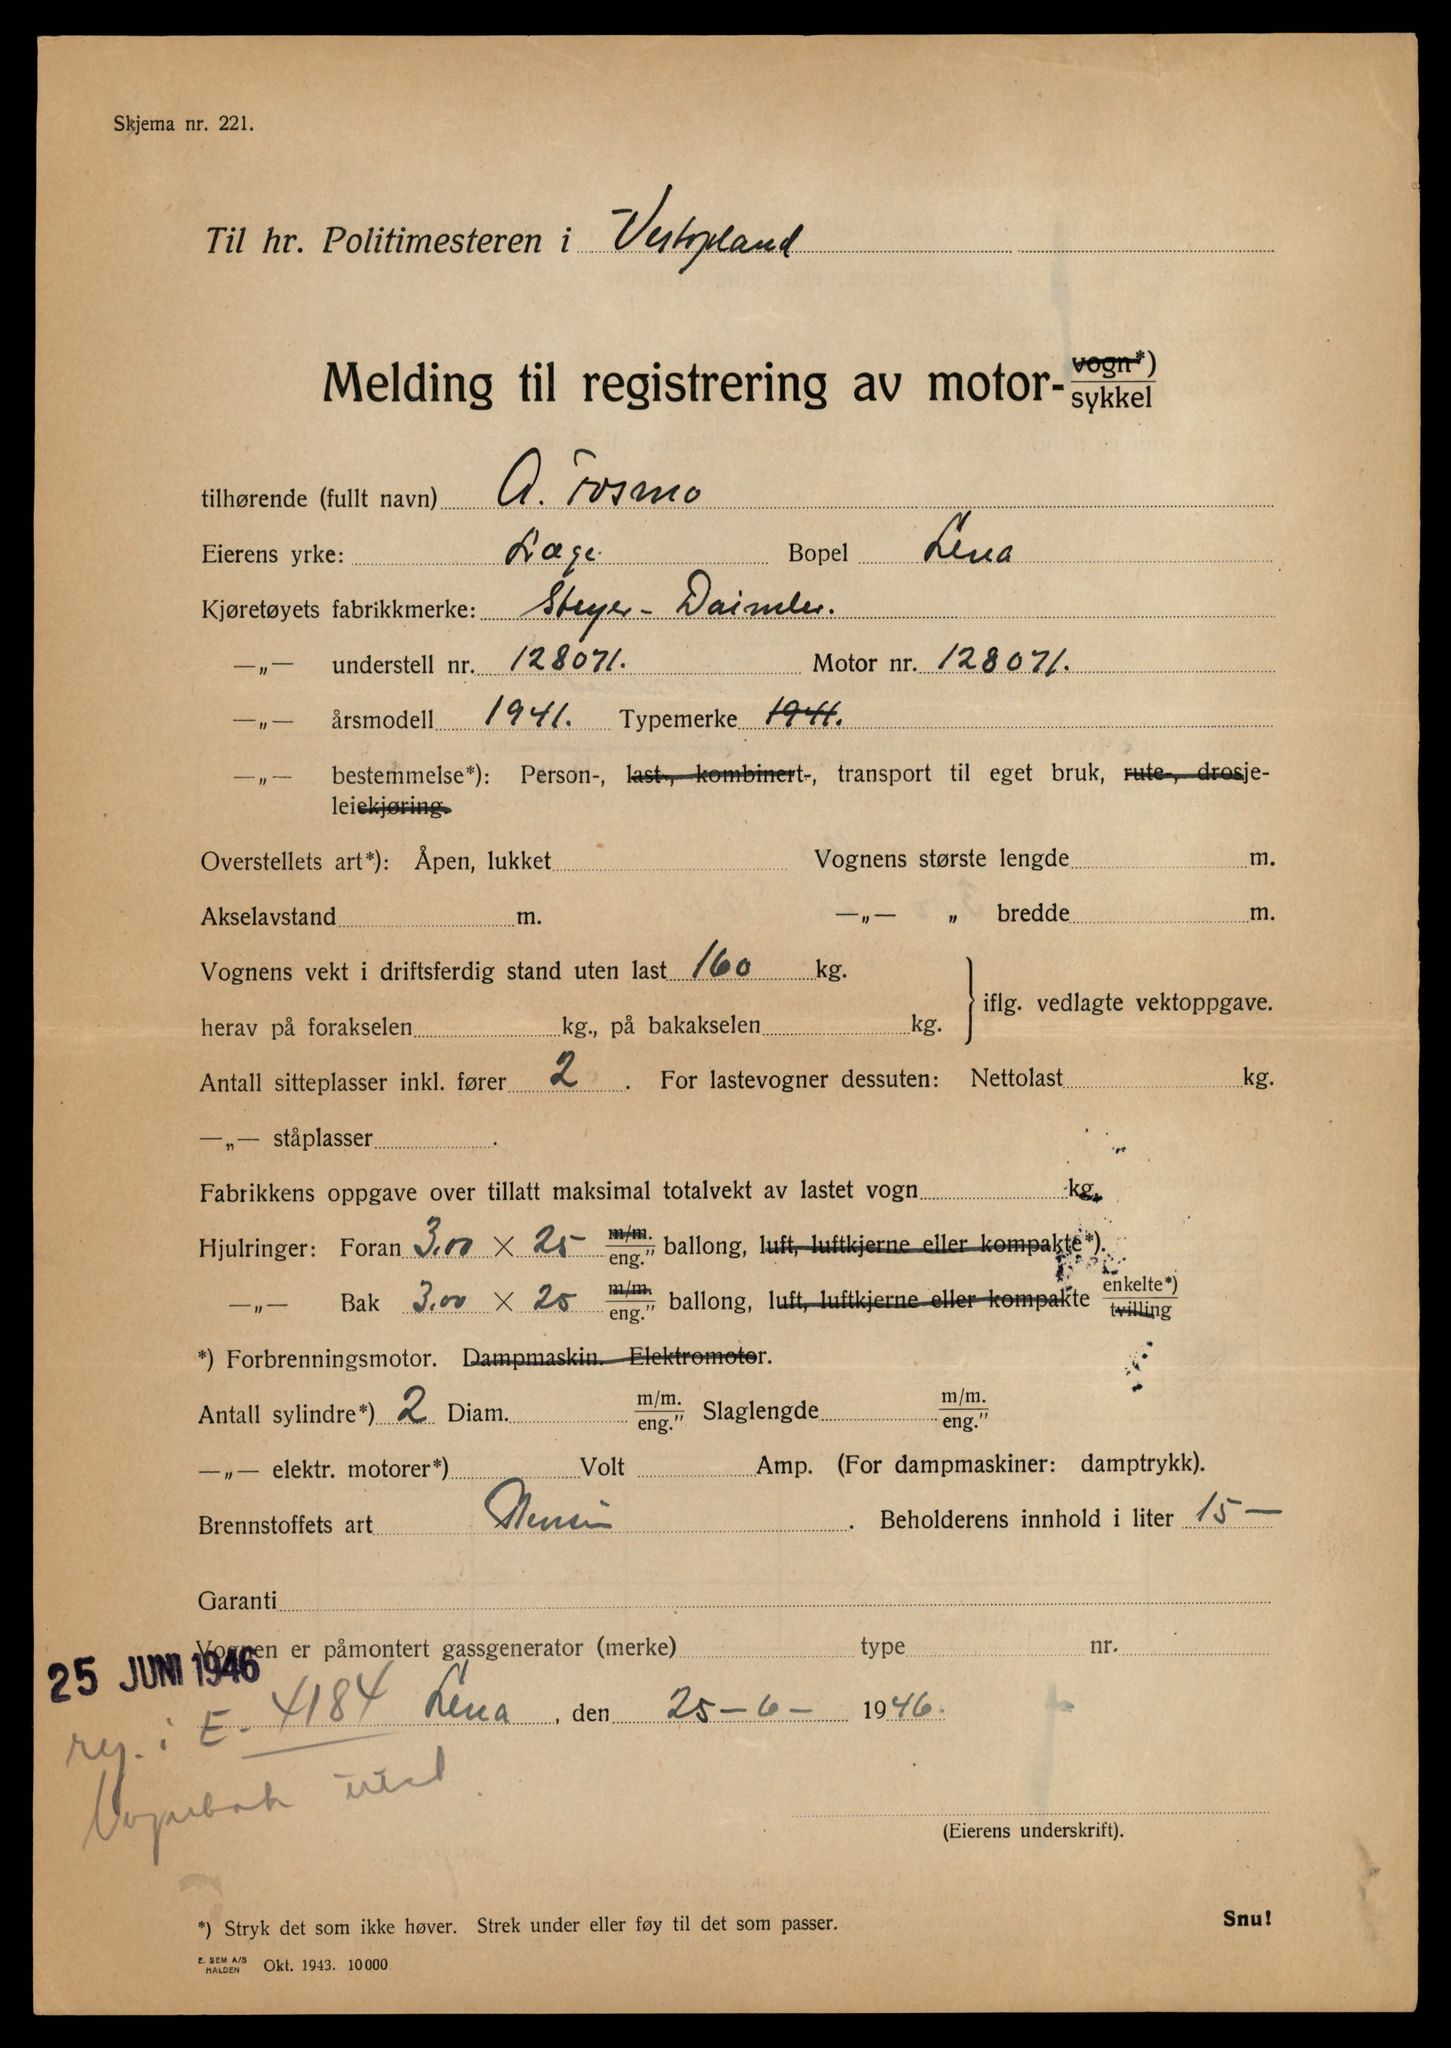 Skjema nr. 221.
Til hr. Politimesteren i Vestopland
Melding til registrering av motor-vogn*)
sykkel
tilhørende (fullt navn) A. Fosmo
Eierens yrke: Læge Bopel Lena
Kjøretøyets fabrikkmerke: Steyer- Daimler.
—„— understell nr. 128071. Motor nr. 128071.
—„— årsmodell 1941. Typemerke 1941.
—„— bestemmelse*): Person-, last-, kombinert-, transport til eget bruk, rute-, drosje-
leiekjøring.
Overstellets art*): Åpen, lukket Vognens største lengde m.
Akselavstand m. —„— „ bredde m.
Vognens vekt i driftsferdig stand uten last 160 kg.
iflg. vedlagte vektoppgave.
herav på forakselen kg., på bakakselen kg.
Antall sitteplasser inkl. fører 2 . For lastevogner dessuten: Nettolast kg.
—„— ståplasser .
Fabrikkens oppgave over tillatt maksimal totalvekt av lastet vogn kg.
Hjulringer: Foran 3.00 × 25 m/m. eng.” ballong, luft, luftkjerne eller kompakte*).
—„— Bak 3.00 × 25 m/m. eng.” ballong, luft, luftkjerne eller kompakte enkelte*) tvilling
*) Forbrenningsmotor. Dampmaskin. Elektromotor.
Antall sylindre*) 2 Diam. m/m. eng.” Slaglengde m/m. eng.”
—„— elektr. motorer*) Volt Amp. (For dampmaskiner: damptrykk).
Brennstoffets art Bensin . Beholderens innhold i liter 15 —
Garanti
Vognen er påmontert gassgenerator (merke) type nr.
25 JUNI 1946
reg. i E- 4184 Lena , den 25-6- 1946.
Vognbok
(Eierens underskrift).
*) Stryk det som ikke høver. Strek under eller føy til det som passer. Snu!
E. SEM A/S
HALDEN Okt. 1943. 10 000